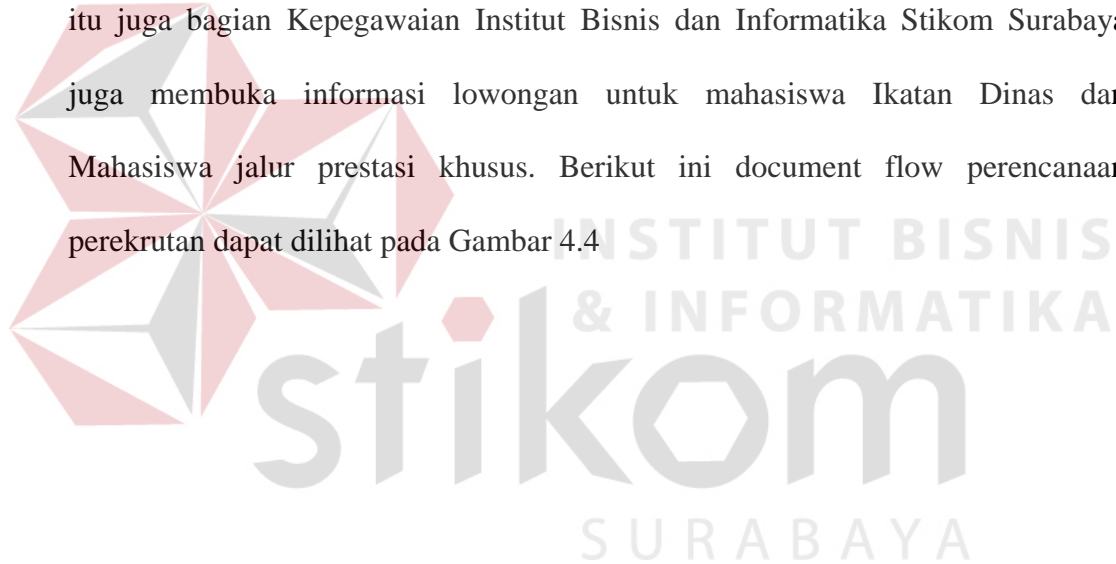 itu juga bagian Kepegawaian Institut Bisnis dan Informatika Stikom Surabaya
juga membuka informasi lowongan untuk mahasiswa Ikatan Dinas dan
Mahasiswa jalur prestasi khusus. Berikut ini document flow perencanaan
perekrutan dapat dilihat pada Gambar 4.4
INSTITUT BISNIS
& INFORMATIKA
stikom
SURABAYA